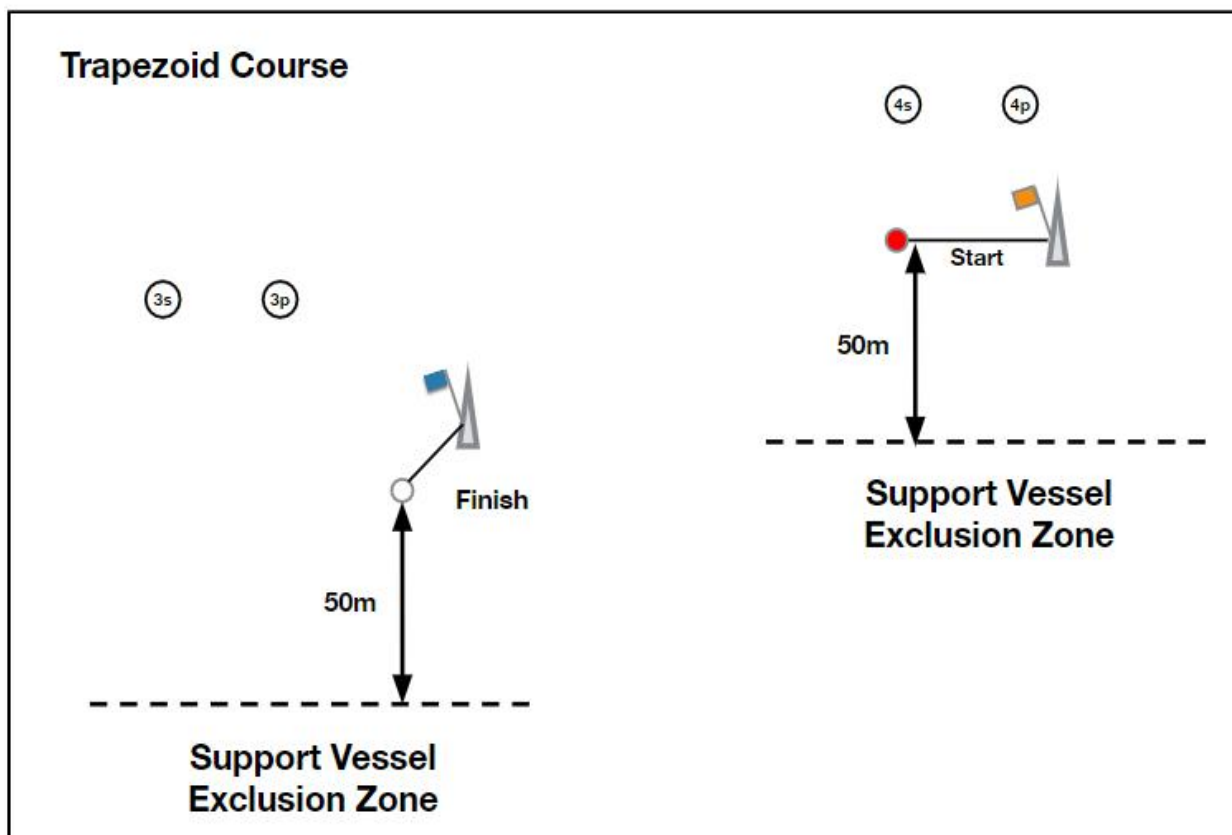 Trapezoid Course
4s
4p
Start
50m
Support Vessel
Exclusion Zone
3s
3p
Finish
50m
Support Vessel
Exclusion Zone